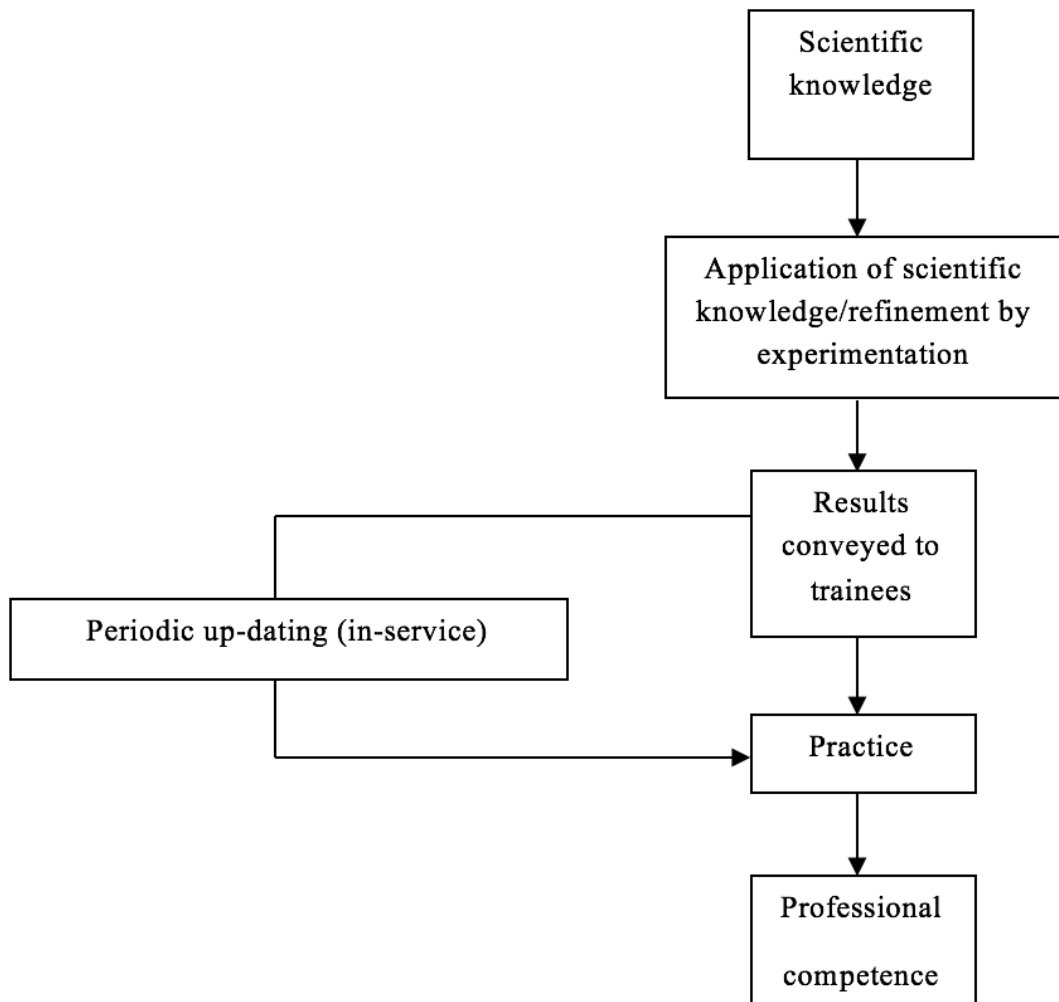 Scientific
knowledge
Application of scientific
knowledge/refinement by
experimentation
Results
conveyed to
trainees
Periodic up-dating (in-service)
Practice
Professional
competence